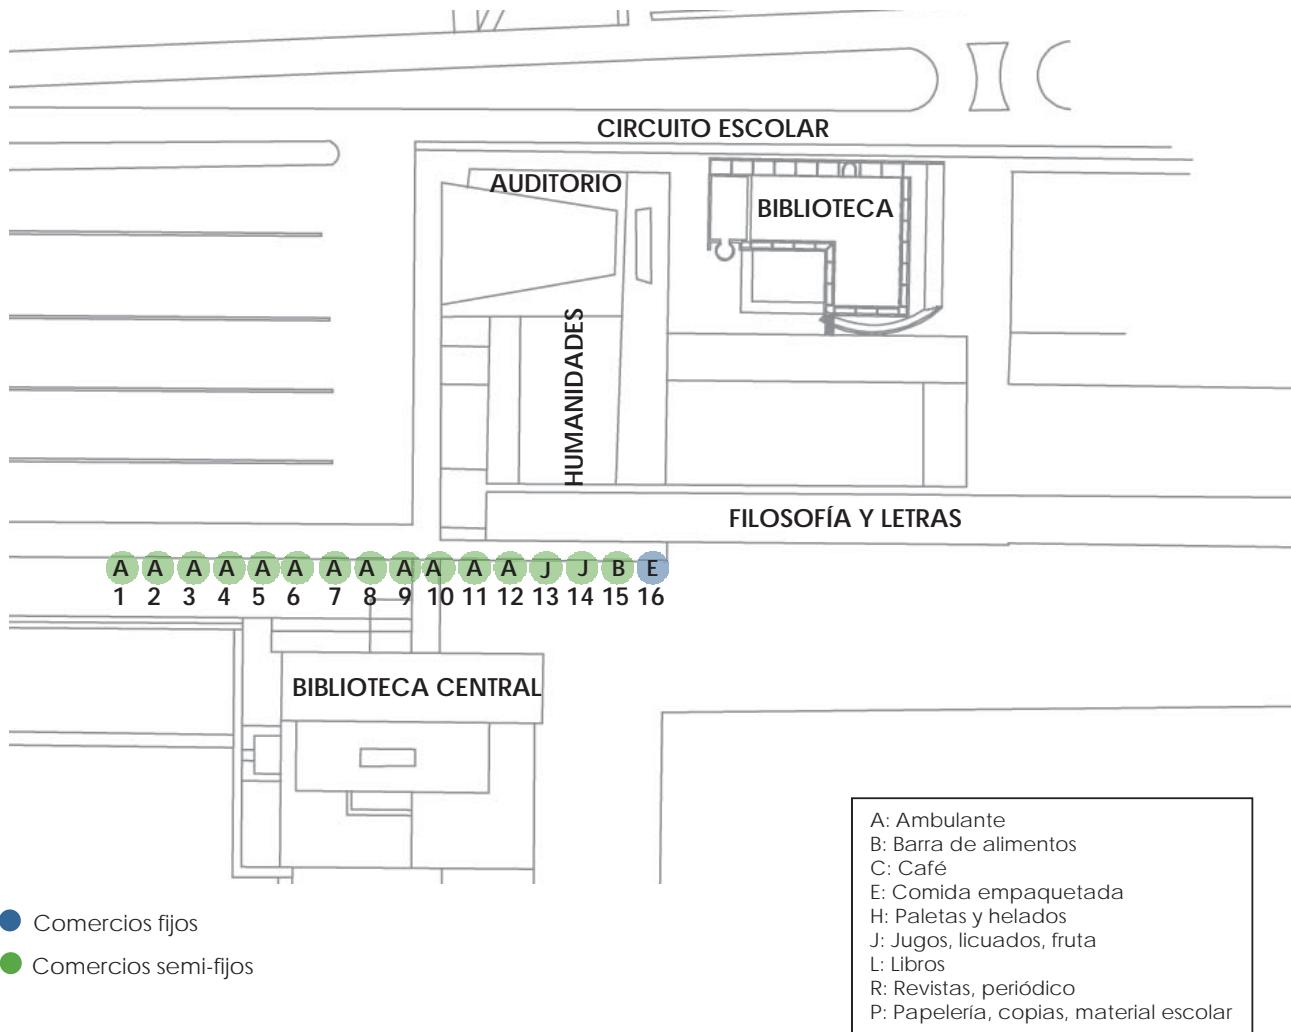 CIRCUITO ESCOLAR
AUDITORIO
BIBLIOTECA
HUMANIDADES
FILOSOFÍA Y LETRAS
A A A A A A A A A A A A J J B E
1 2 3 4 5 6 7 8 9 10 11 12 13 14 15 16
BIBLIOTECA CENTRAL
A: Ambulante
B: Barra de alimentos
C: Café
E: Comida empaquetada
H: Paletas y helados
J: Jugos, licuados, fruta
L: Libros
R: Revistas, periódico
P: Papelería, copias, material escolar
Comercios fijos
Comercios semi-fijos